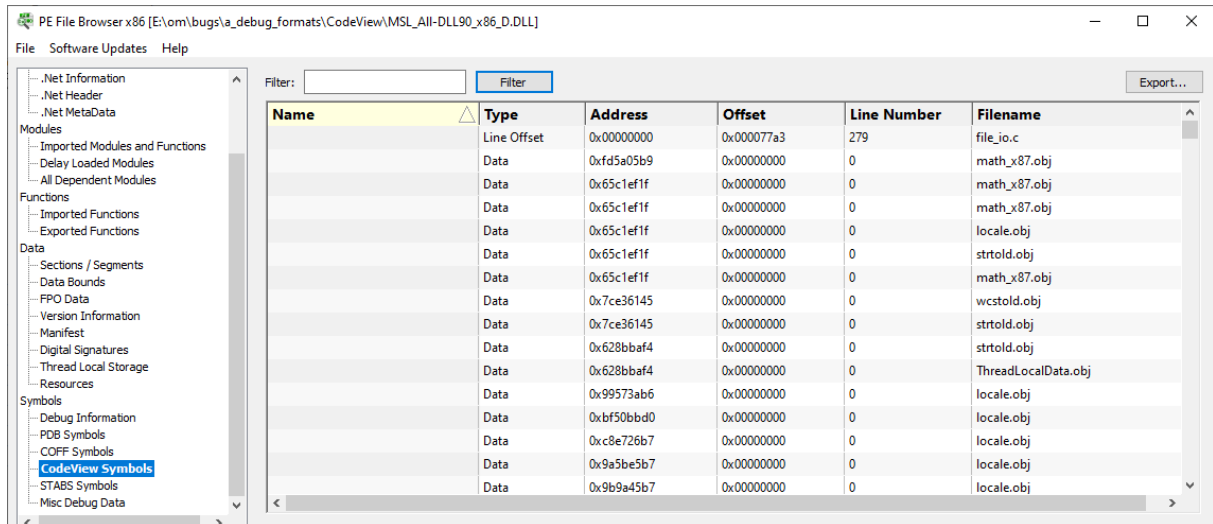 PE File Browser x86 [E:\om\bugs\a_debug_formats\CodeView\MSL_All-DLL90_x86_D.DLL]
File Software Updates Help
.Net Information
.Net Header
.Net MetaData
Modules
Imported Modules and Functions
Delay Loaded Modules
All Dependent Modules
Functions
Imported Functions
Exported Functions
Data
Sections / Segments
Data Bounds
FPO Data
Version Information
Manifest
Digital Signatures
Thread Local Storage
Resources
Symbols
Debug Information
PDB Symbols
COFF Symbols
CodeView Symbols
STABS Symbols
Misc Debug Data
Filter: Filter Export...
Name Type Address Offset Line Number Filename
Line Offset 0x00000000 0x000077a3 279 file_io.c
Data 0xfd5a05b9 0x00000000 0 math_x87.obj
Data 0x65c1ef1f 0x00000000 0 math_x87.obj
Data 0x65c1ef1f 0x00000000 0 math_x87.obj
Data 0x65c1ef1f 0x00000000 0 locale.obj
Data 0x65c1ef1f 0x00000000 0 strtold.obj
Data 0x65c1ef1f 0x00000000 0 math_x87.obj
Data 0x7ce36145 0x00000000 0 wcstold.obj
Data 0x7ce36145 0x00000000 0 strtold.obj
Data 0x628bbaf4 0x00000000 0 strtold.obj
Data 0x628bbaf4 0x00000000 0 ThreadLocalData.obj
Data 0x99573ab6 0x00000000 0 locale.obj
Data 0xbf50bbd0 0x00000000 0 locale.obj
Data 0xc8e726b7 0x00000000 0 locale.obj
Data 0x9a5be5b7 0x00000000 0 locale.obj
Data 0x9b9a45b7 0x00000000 0 locale.obj